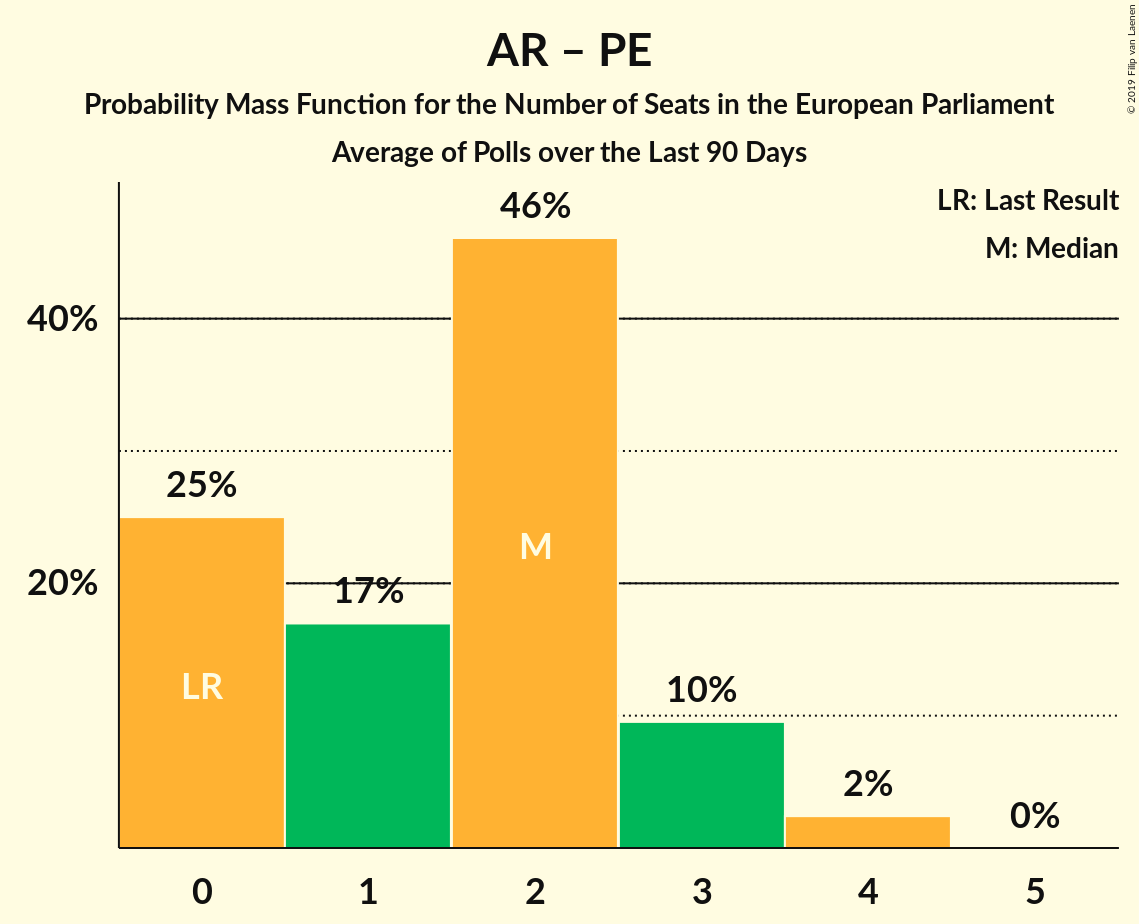 AR – PE
Probability Mass Function for the Number of Seats in the European Parliament
Average of Polls over the Last 90 Days
© 2019 Filip van Laenen
LR: Last Result
M: Median
46%
40%
25%
M
20%
17%
LR
10%
2%
0%
0 1 2 3 4 5